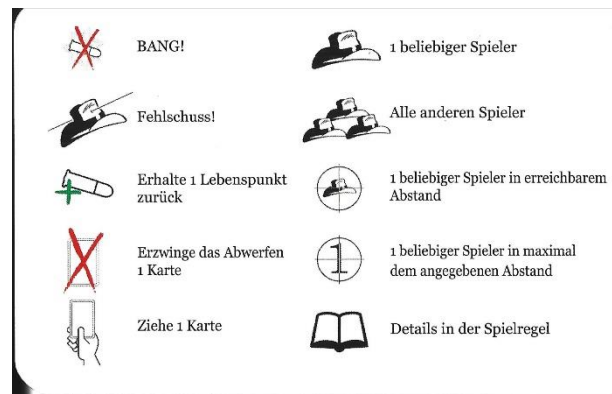 BANG!
Fehlschuss!
Erhalte 1 Lebenspunkt
zurück
Erzwinge das Abwerfen
1 Karte
Ziehe 1 Karte
1 beliebiger Spieler
Alle anderen Spieler
1 beliebiger Spieler in erreichbarem
Abstand
1
1 beliebiger Spieler in maximal
dem angegebenen Abstand
Details in der Spielregel